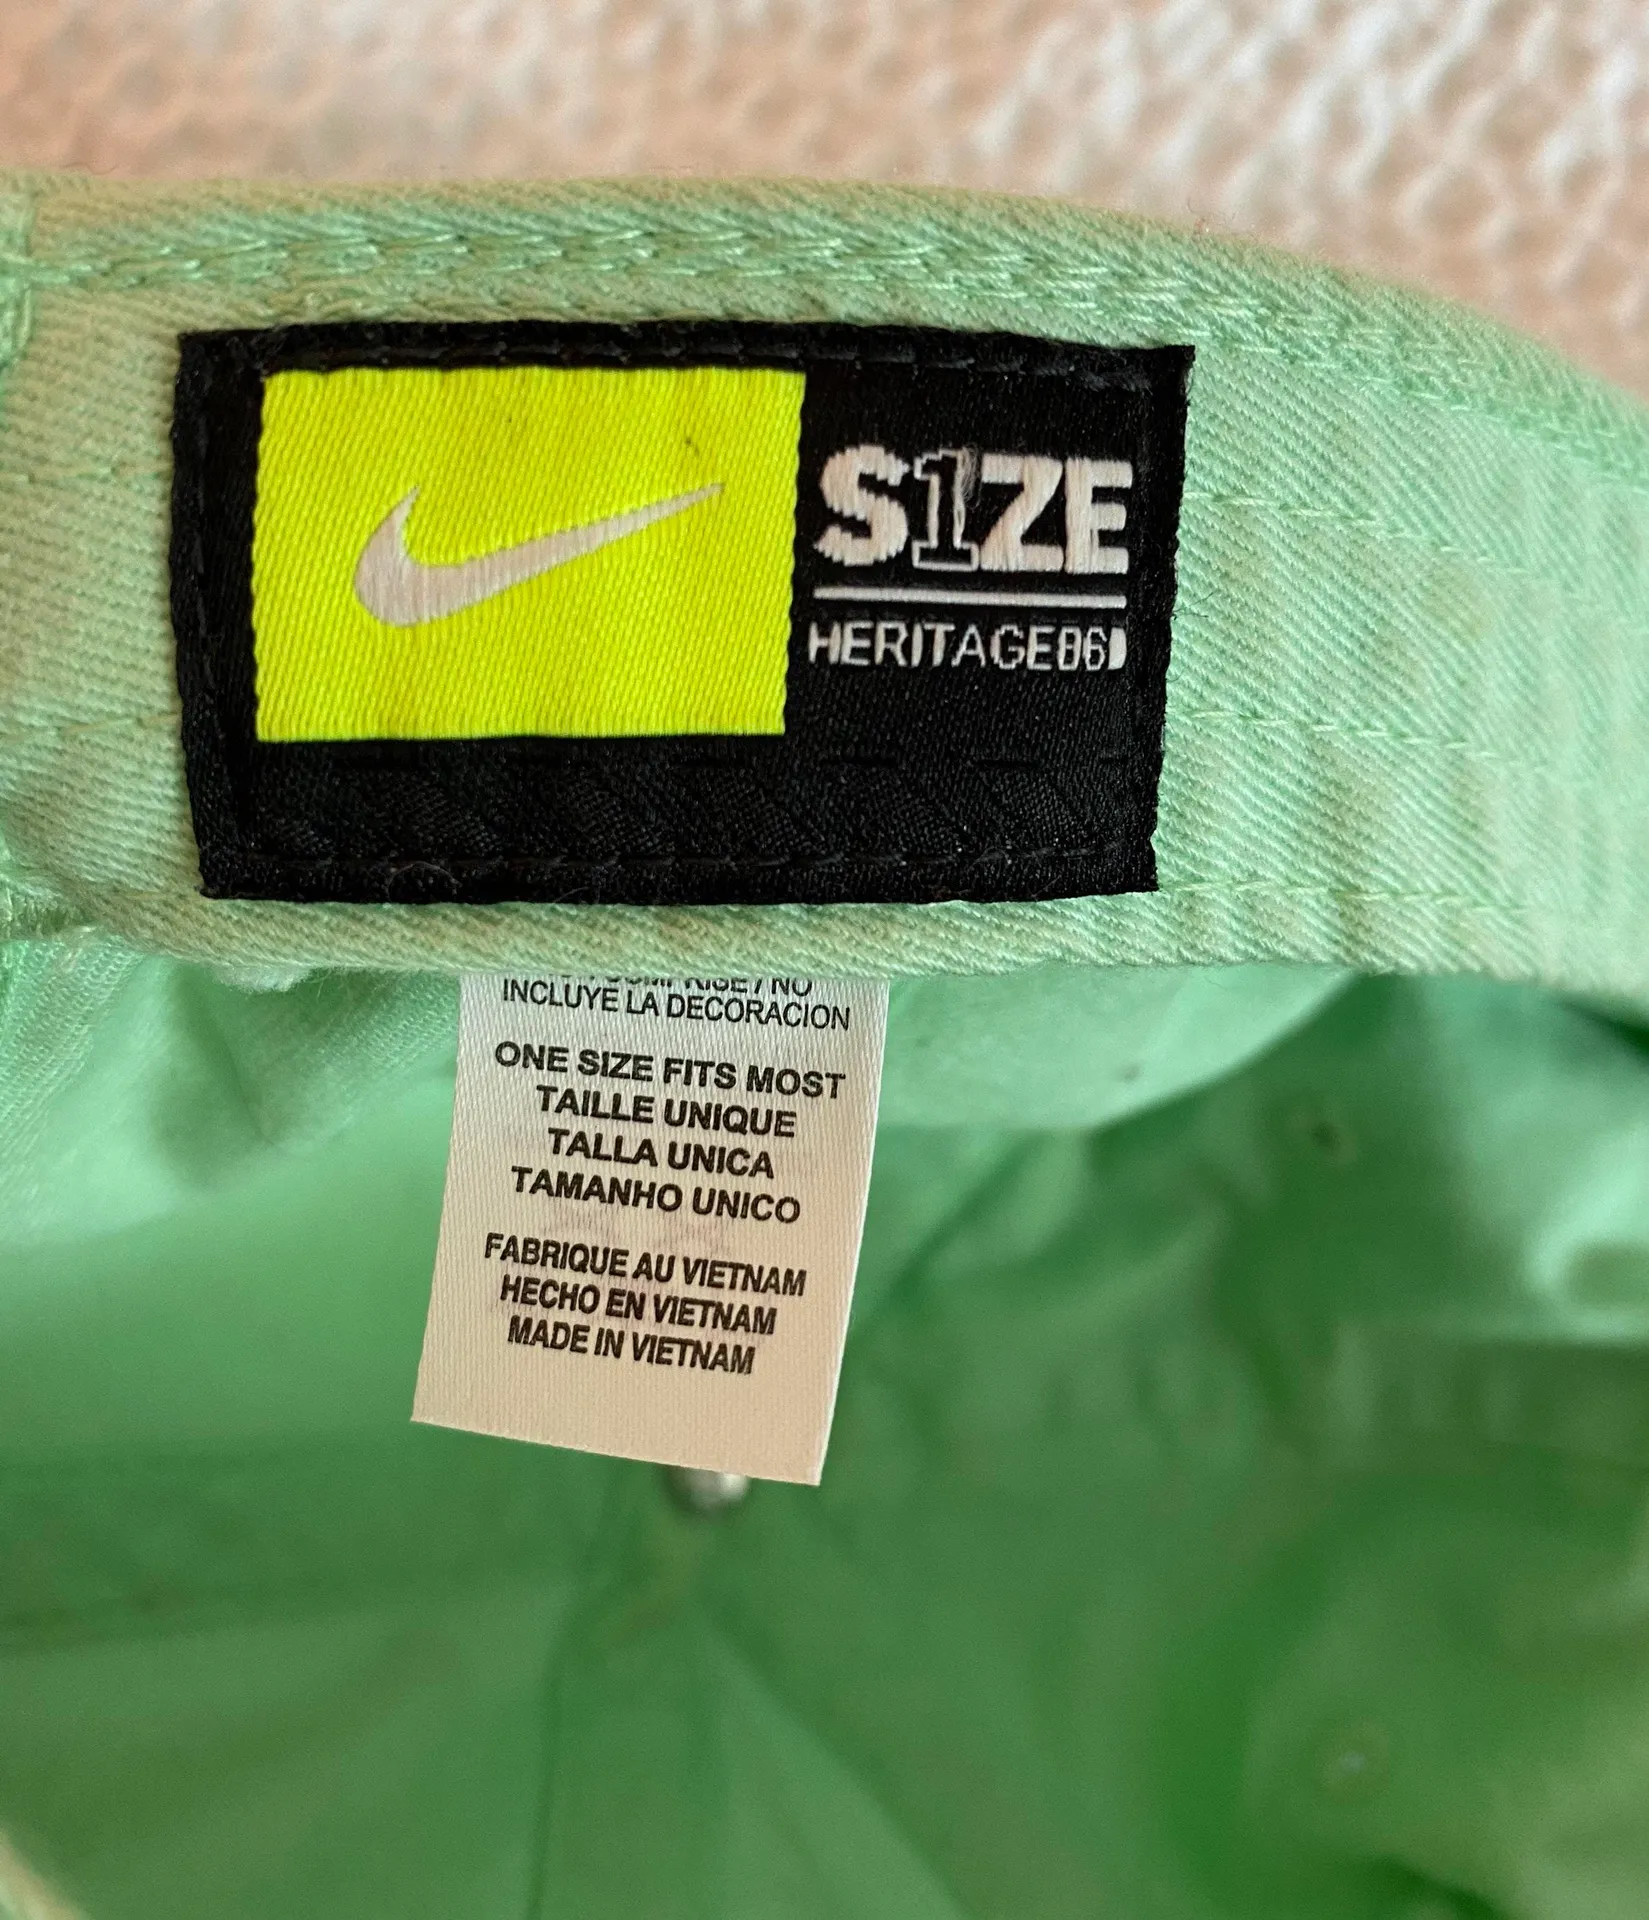 S1ZE
HERITAGE86
INCLUYE LA DECORACION
ONE SIZE FITS MOST
TAILLE UNIQUE
TALLA UNICA
TAMANHO UNICO
FABRIQUE AU VIETNAM
HECHO EN VIETNAM
MADE IN VIETNAM